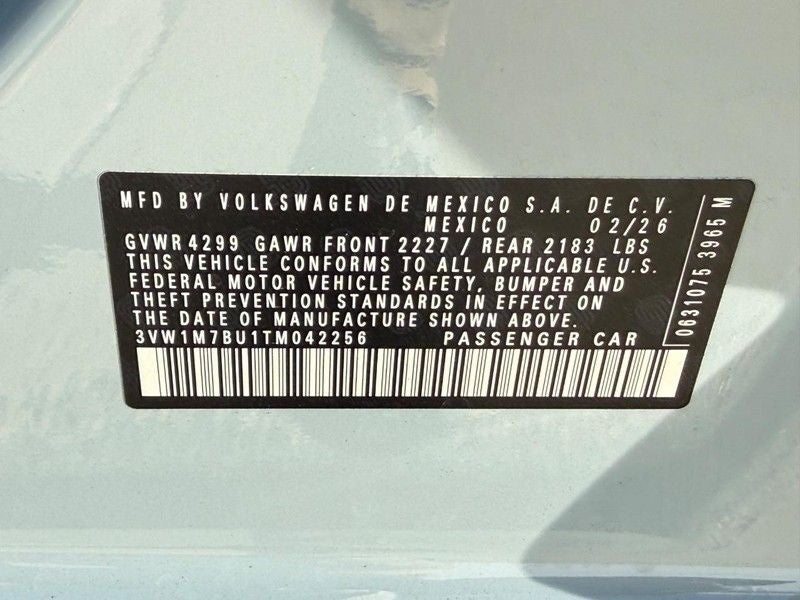 MFD BY VOLKSWAGEN DE MEXICO S.A. DE C.V.
MEXICO 02/26
GVWR 4299 GAWR FRONT 2227 / REAR 2183 LBS
THIS VEHICLE CONFORMS TO ALL APPLICABLE U.S.
FEDERAL MOTOR VEHICLE SAFETY, BUMPER AND
THEFT PREVENTION STANDARDS IN EFFECT ON
THE DATE OF MANUFACTURE SHOWN ABOVE.
3VW1M7BU1TM042256 PASSENGER CAR
0631075 3965 M